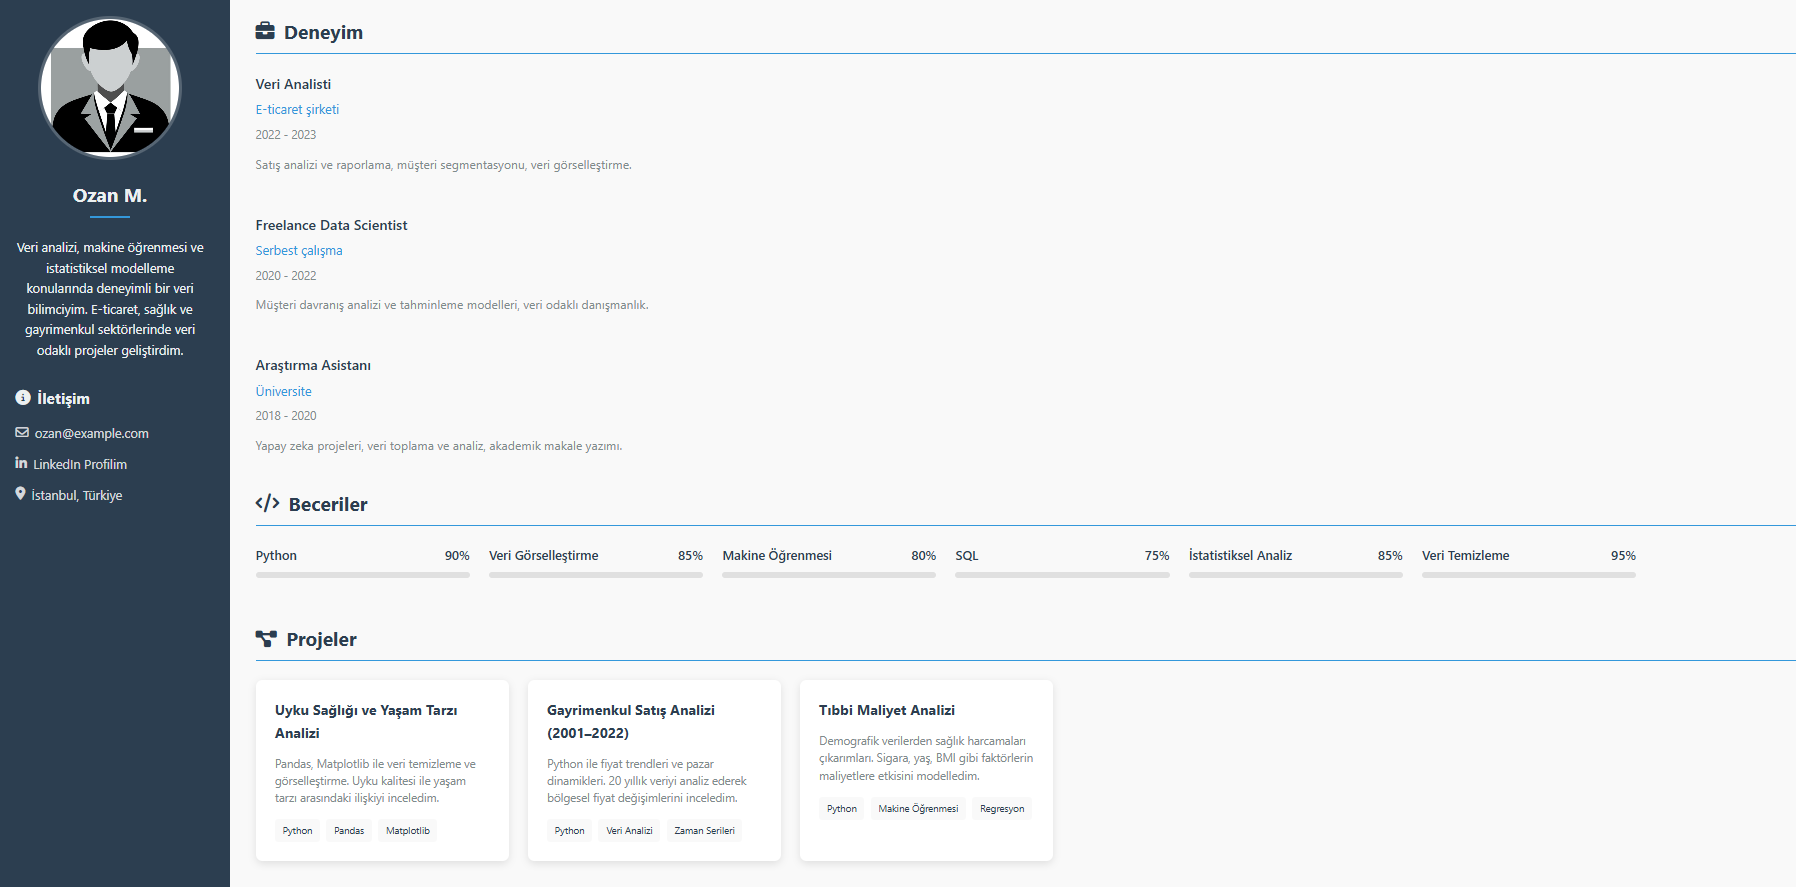 Ozan M.
Veri analizi, makine öğrenmesi ve
istatistiksel modelleme
konularında deneyimli bir veri
bilimciyim. E-ticaret, sağlık ve
gayrimenkul sektörlerinde veri
odaklı projeler geliştirdim.
İletişim
ozan@example.com
LinkedIn Profilim
İstanbul, Türkiye
Deneyim
Veri Analisti
E-ticaret şirketi
2022 - 2023
Satış analizi ve raporlama, müşteri segmentasyonu, veri görselleştirme.
Freelance Data Scientist
Serbest çalışma
2020 - 2022
Müşteri davranış analizi ve tahminleme modelleri, veri odaklı danışmanlık.
Araştırma Asistanı
Üniversite
2018 - 2020
Yapay zeka projeleri, veri toplama ve analiz, akademik makale yazımı.
Beceriler
Python 90% Veri Görselleştirme 85% Makine Öğrenmesi 80% SQL 75% İstatistiksel Analiz 85% Veri Temizleme 95%
Projeler
Uyku Sağlığı ve Yaşam Tarzı
Analizi
Pandas, Matplotlib ile veri temizleme ve
görselleştirme. Uyku kalitesi ile yaşam
tarzı arasındaki ilişkiyi inceledim.
Python Pandas Matplotlib
Gayrimenkul Satış Analizi
(2001–2022)
Python ile fiyat trendleri ve pazar
dinamikleri. 20 yıllık veriyi analiz ederek
bölgesel fiyat değişimlerini inceledim.
Python Veri Analizi Zaman Serileri
Tıbbi Maliyet Analizi
Demografik verilerden sağlık harcamaları
çıkarımları. Sigara, yaş, BMI gibi faktörlerin
maliyetlere etkisini modelledim.
Python Makine Öğrenmesi Regresyon